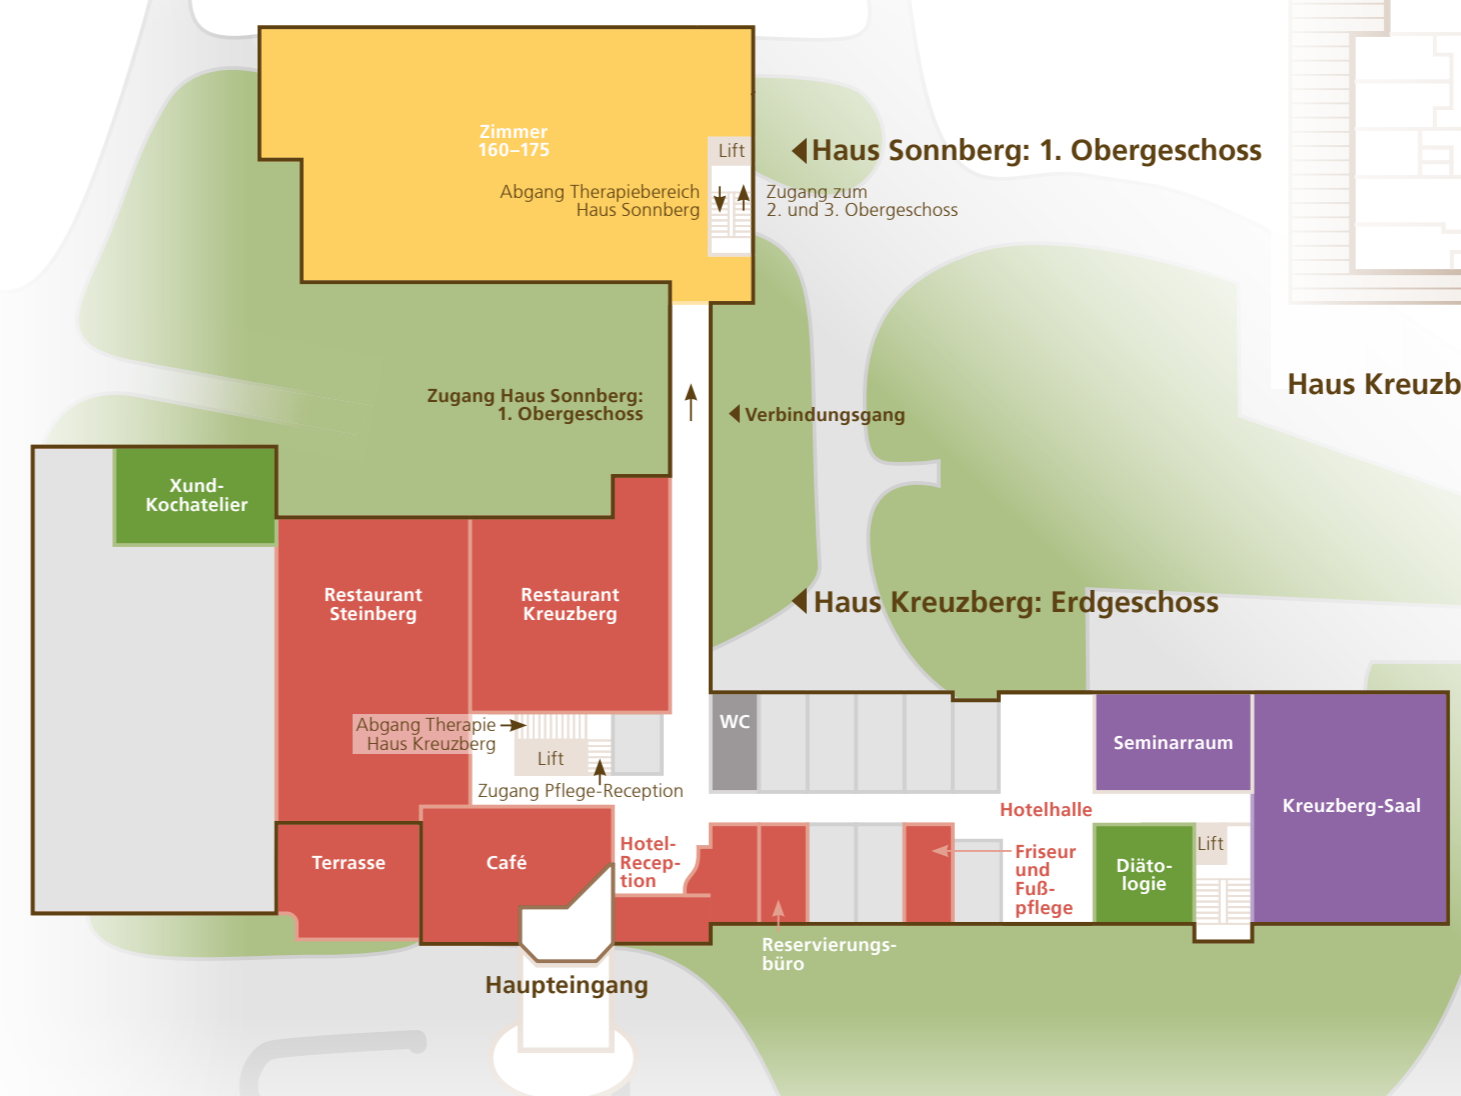 Zimmer
160–175
Lift
Haus Sonnberg: 1. Obergeschoss
Abgang Therapiebereich
Haus Sonnberg
Zugang zum
2. und 3. Obergeschoss
Haus Kreuzb
Zugang Haus Sonnberg:
1. Obergeschoss
Verbindungsgang
Xund-
Kochatelier
Restaurant
Steinberg
Restaurant
Kreuzberg
Haus Kreuzberg: Erdgeschoss
Abgang Therapie
Haus Kreuzberg
Lift
Zugang Pflege-Reception
WC
Seminarraum
Kreuzberg-Saal
Hotelhalle
Terrasse
Café
Hotel-
Recep-
tion
Friseur
und
Fuß-
pflege
Diäto-
logie
Lift
Reservierungs-
büro
Haupteingang